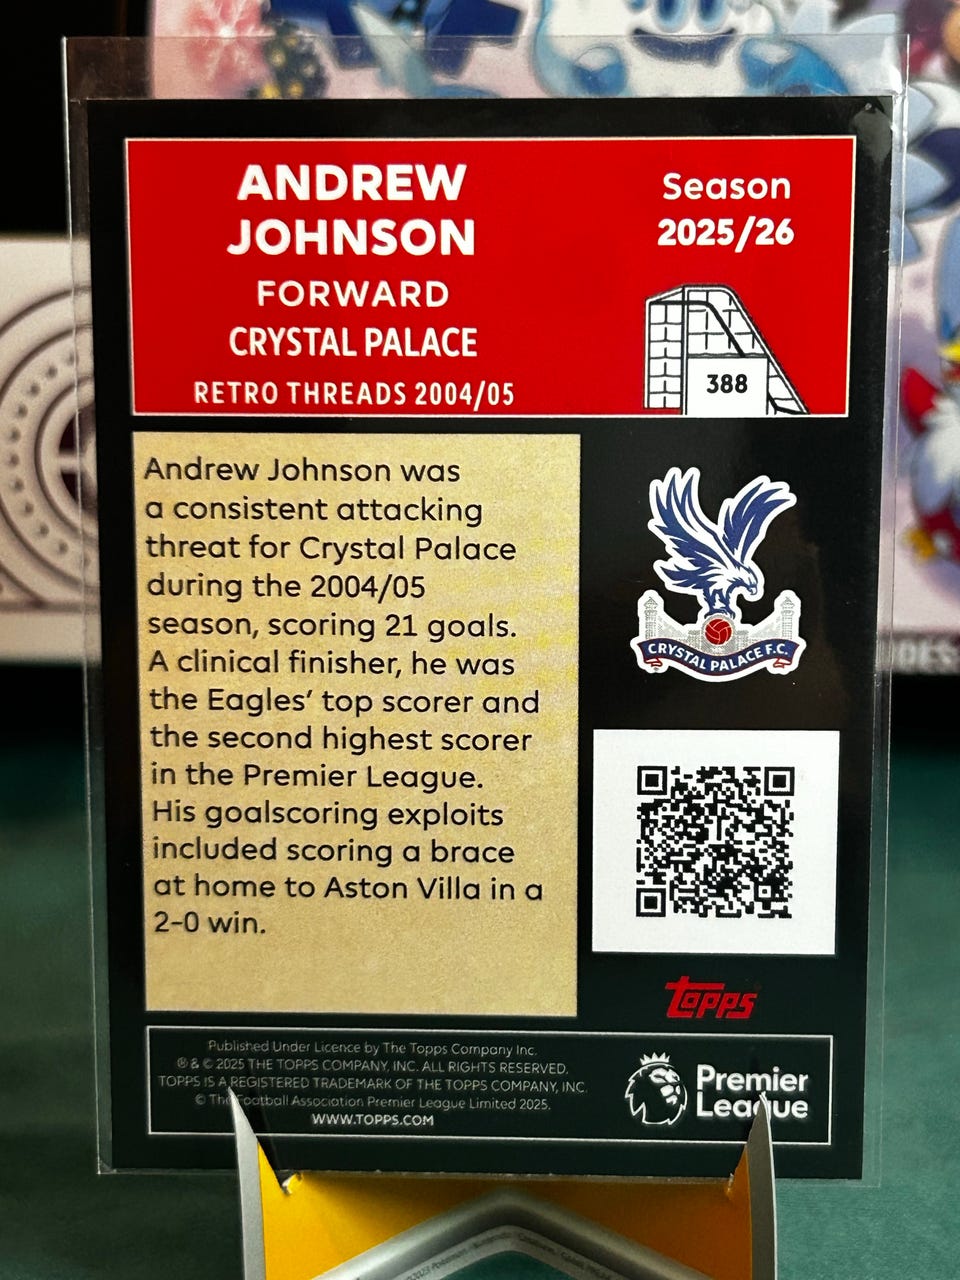 ANDREW
JOHNSON
FORWARD
CRYSTAL PALACE
RETRO THREADS 2004/05
Season
2025/26
388
Andrew Johnson was
a consistent attacking
threat for Crystal Palace
during the 2004/05
season, scoring 21 goals.
A clinical finisher, he was
the Eagles' top scorer and
the second highest scorer
in the Premier League.
His goalscoring exploits
included scoring a brace
at home to Aston Villa in a
2-0 win.
CRYSTAL PALACE F.C.
topps
Published Under Licence by The Topps Company Inc.
® & © 2025 THE TOPPS COMPANY, INC. ALL RIGHTS RESERVED.
TOPPS IS A REGISTERED TRADEMARK OF THE TOPPS COMPANY, INC.
© The Football Association Premier League Limited 2025.
WWW.TOPPS.COM
Premier
League